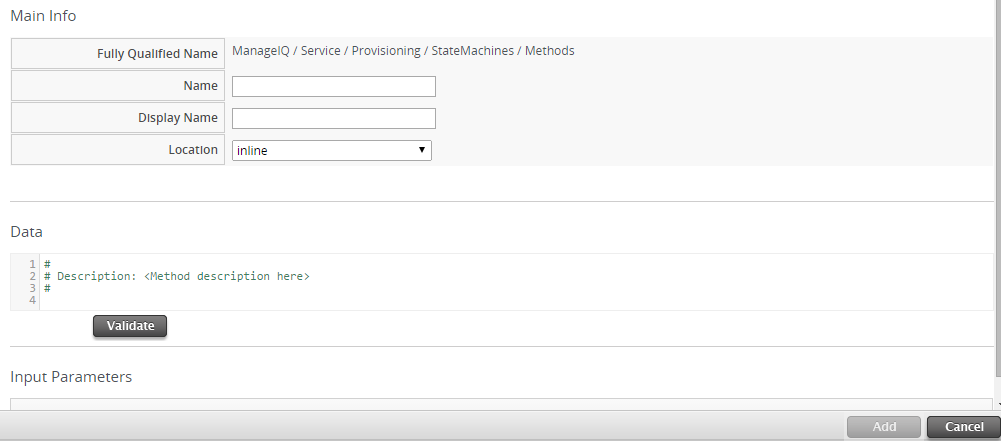 Main Info
Fully Qualified Name ManageIQ / Service / Provisioning / StateMachines / Methods
Name
Display Name
Location inline
Data
1 #
2 # Description: <Method description here>
3 #
4
Validate
Input Parameters
Add Cancel